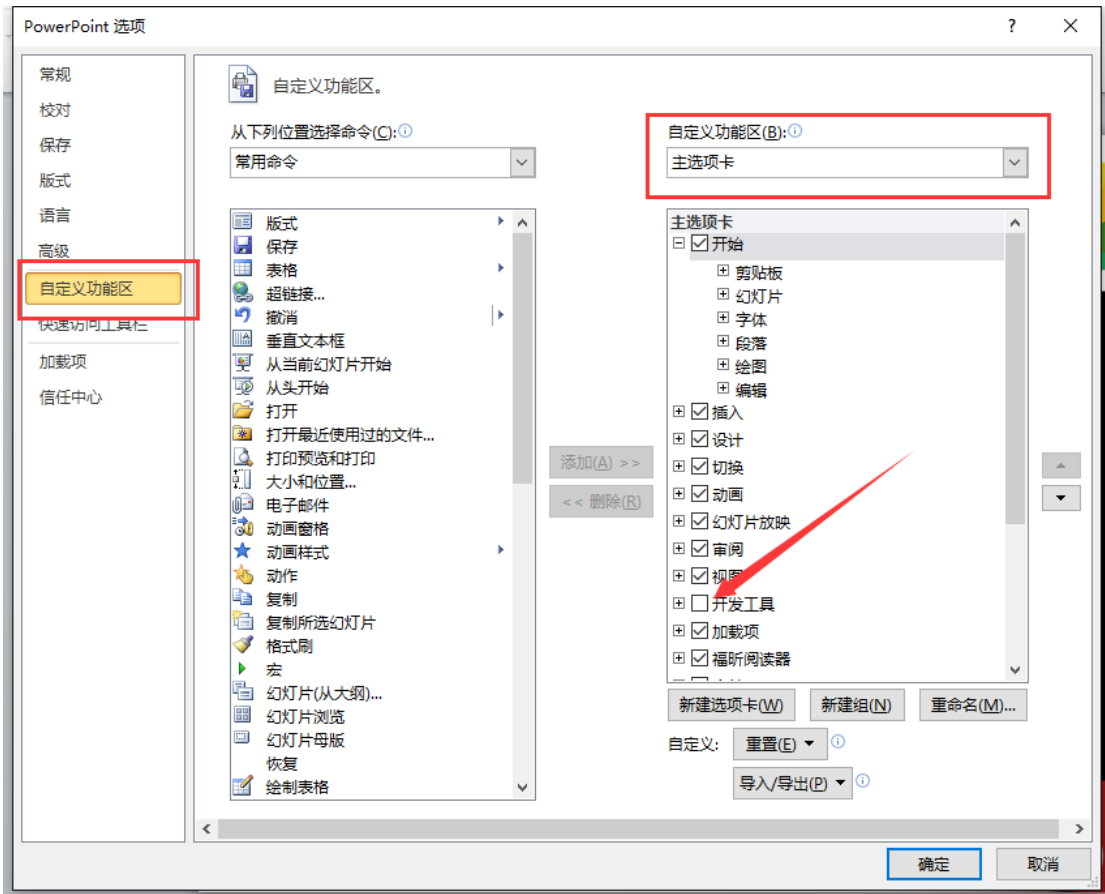 PowerPoint 选项
?
常规
校对
保存
版式
语言
高级
自定义功能区
快速访问工具栏
加载项
信任中心
自定义功能区。
从下列位置选择命令(C):
常用命令
版式
保存
表格
超链接...
撤消
垂直文本框
从当前幻灯片开始
从头开始
打开
打开最近使用过的文件...
打印预览和打印
大小和位置...
电子邮件
动画窗格
动画样式
动作
复制
复制所选幻灯片
格式刷
宏
幻灯片(从大纲)...
幻灯片浏览
幻灯片母版
恢复
绘制表格
添加(A) >>
<< 删除(R)
自定义功能区(B):
主选项卡
主选项卡
开始
剪贴板
幻灯片
字体
段落
绘图
编辑
插入
设计
切换
动画
幻灯片放映
审阅
视图
开发工具
加载项
福昕阅读器
新建选项卡(W)
新建组(N)
重命名(M)...
自定义:
重置(E)
导入/导出(P)
确定
取消